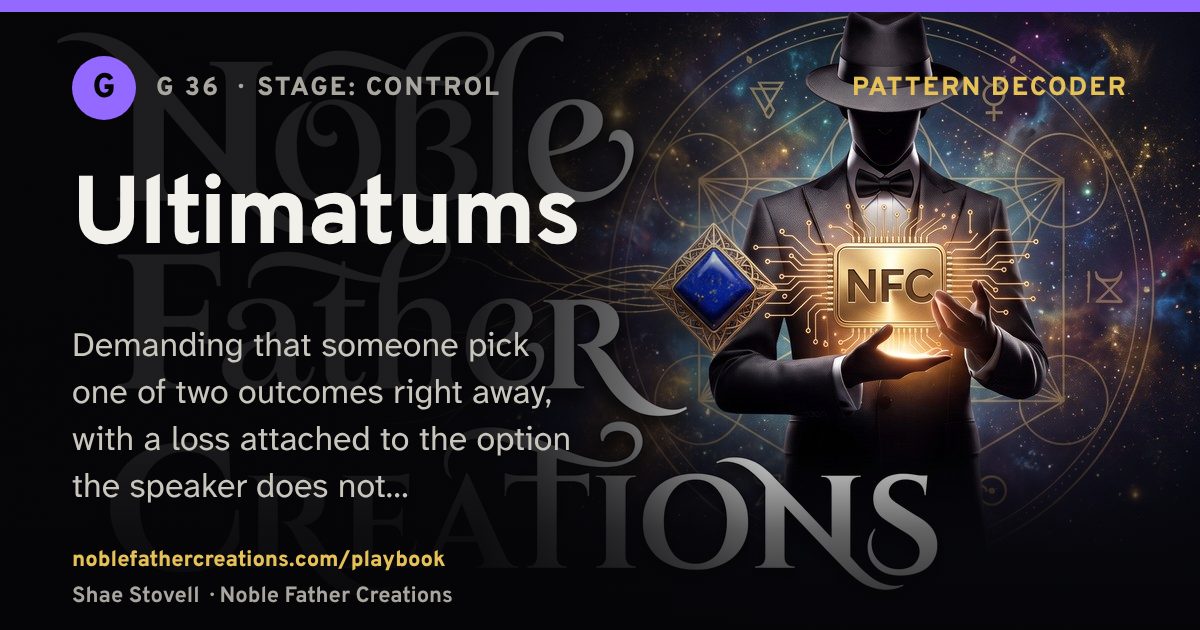 G
G 36 · STAGE: CONTROL
PATTERN DECODER
Ultimatums
Demanding that someone pick
one of two outcomes right away,
with a loss attached to the option
the speaker does not...
noblefathercreations.com/playbook
Shae Stovell · Noble Father Creations
Noble
Father
Creations
NFC